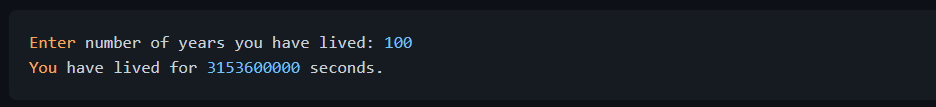 Enter number of years you have lived: 100
You have lived for 3153600000 seconds.